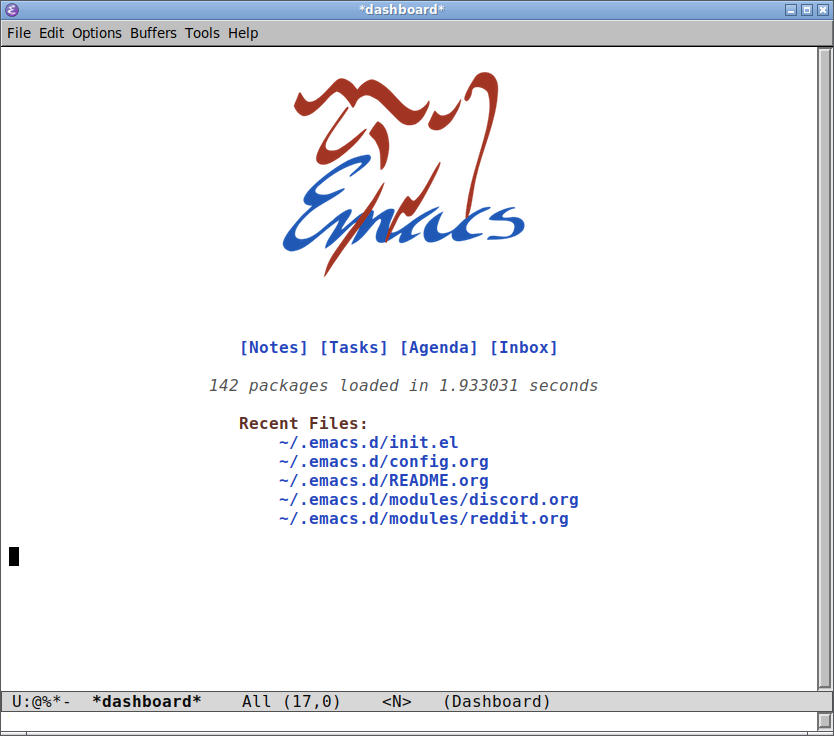 *dashboard*
File Edit Options Buffers Tools Help
Emacs
[Notes] [Tasks] [Agenda] [Inbox]
142 packages loaded in 1.933031 seconds
Recent Files:
~/.emacs.d/init.el
~/.emacs.d/config.org
~/.emacs.d/README.org
~/.emacs.d/modules/discord.org
~/.emacs.d/modules/reddit.org
U:@%*- *dashboard* All (17,0) <N> (Dashboard)